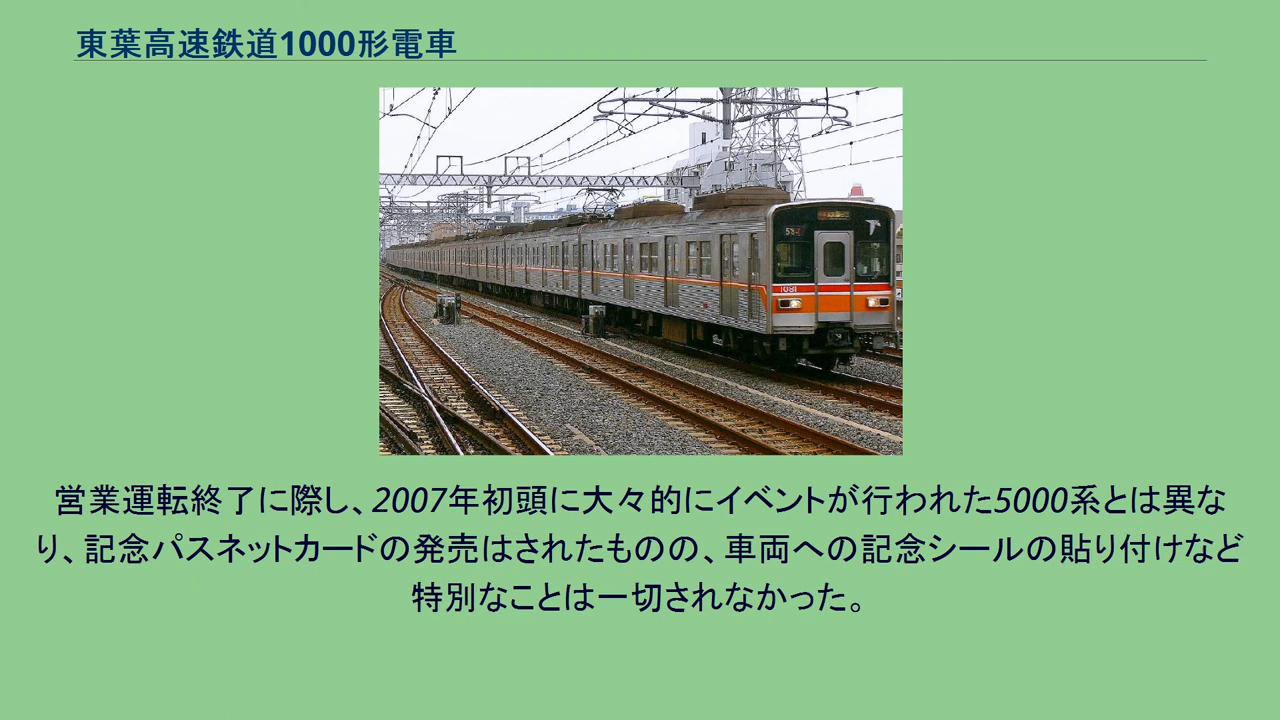 東葉高速鉄道1000形電車
1081
営業運転終了に際し、2007年初頭に大々的にイベントが行われた5000系とは異な
り、記念パスネットカードの発売はされたものの、車両への記念シールの貼り付けなど
特別なことは一切されなかった。